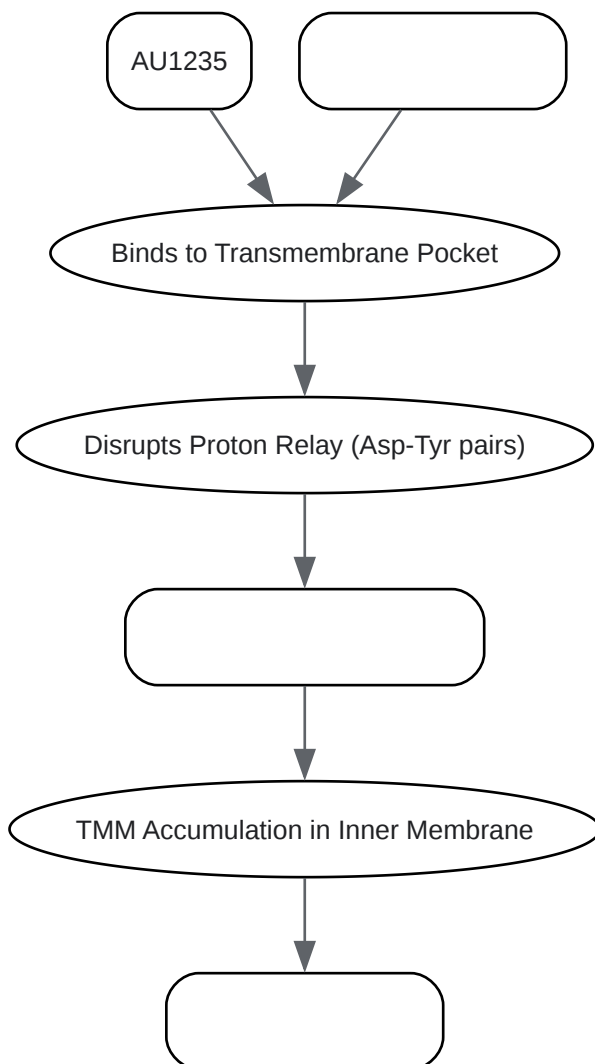 AU1235
Binds to Transmembrane Pocket
Disrupts Proton Relay (Asp-Tyr pairs)
TMM Accumulation in Inner Membrane